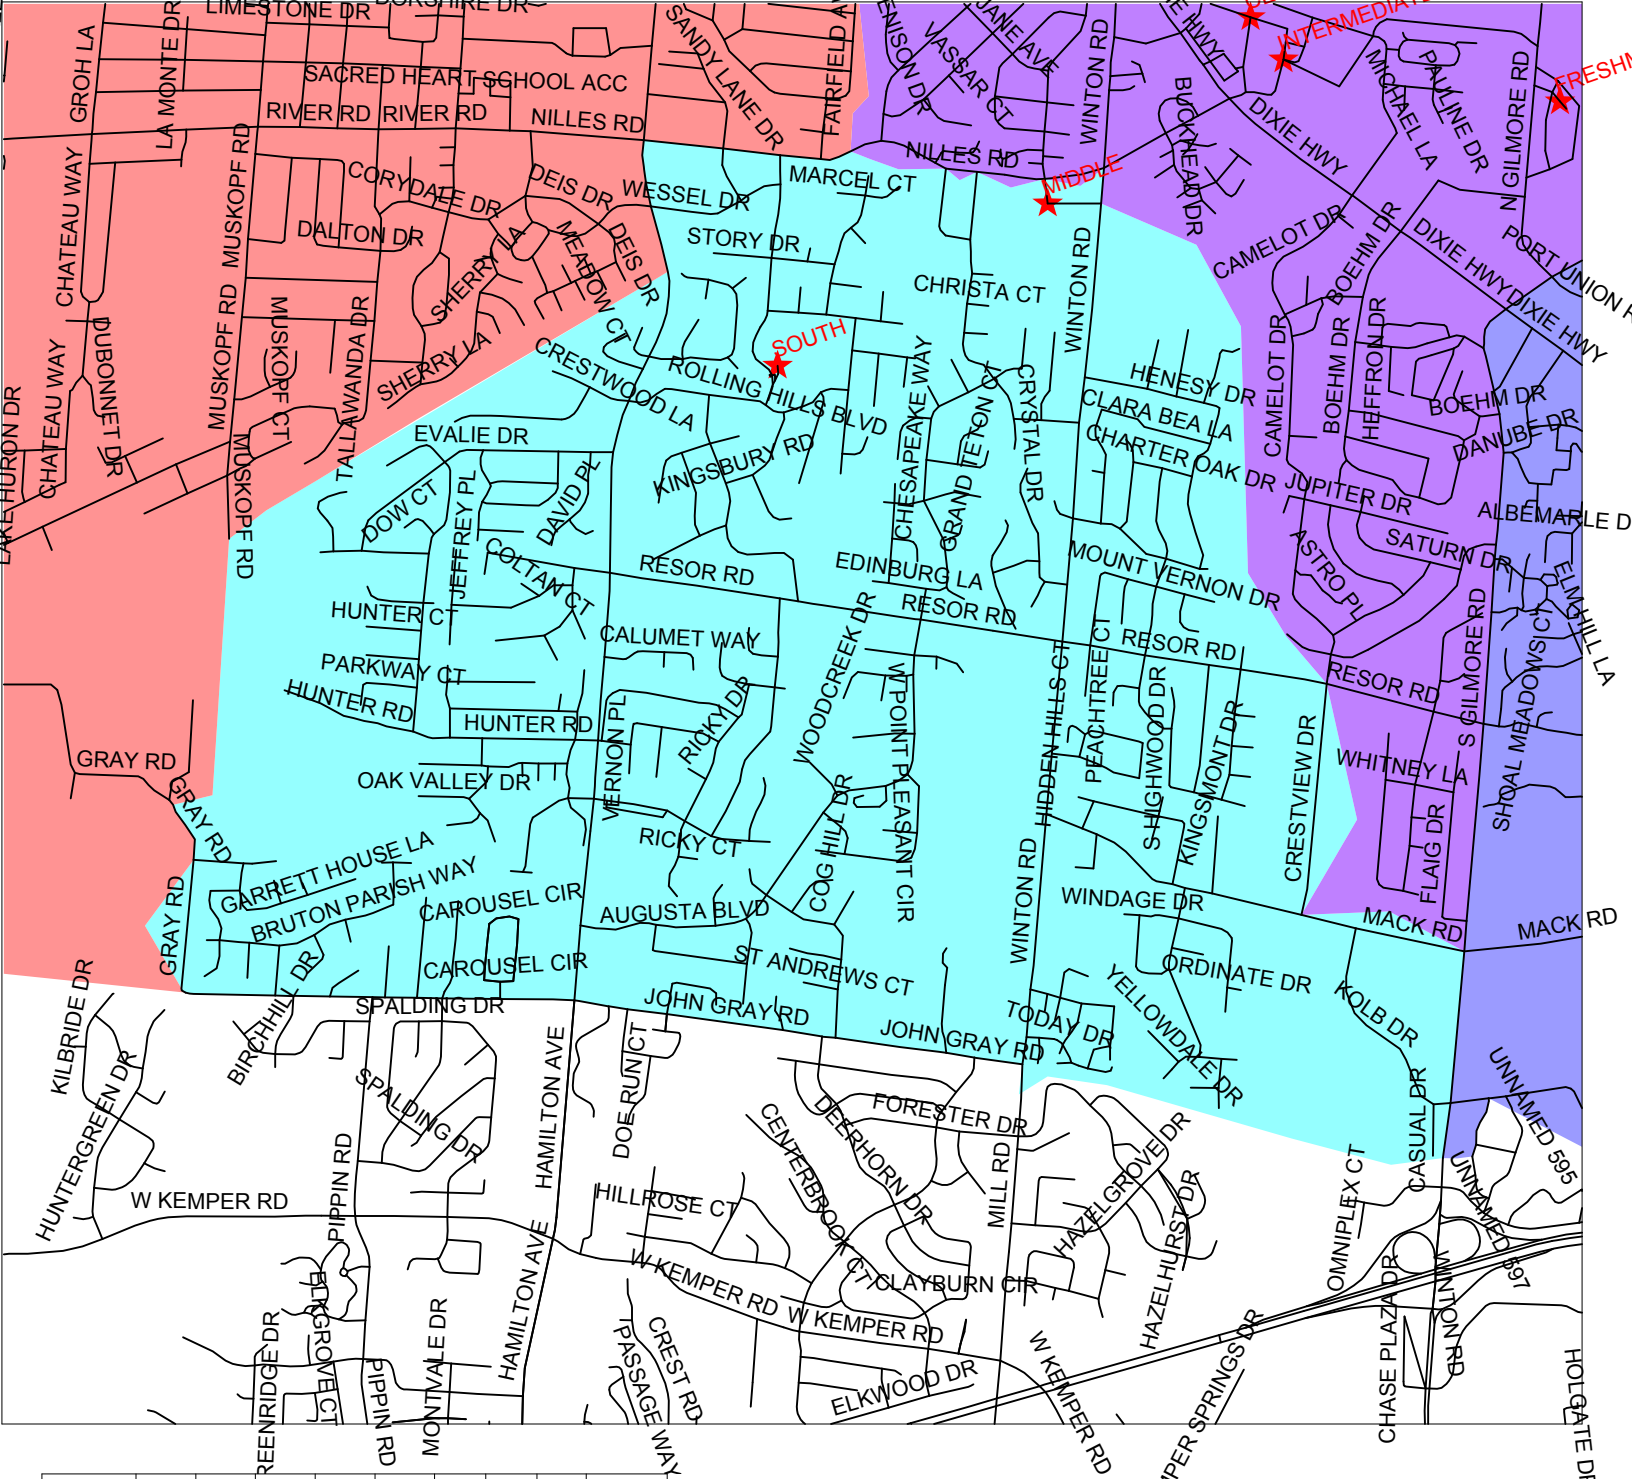 LIMESTONE DR
GROH LA
LA MONTE DR
SACRED HEART SCHOOL ACC
SANDY LANE DR
VASSAR CT
JANE AVE
WINTON RD
INTERMEDIATE
DIXIE HWY
MICHAEL LA
PAULINE DR
N GILMORE RD
RIVER RD
RIVER RD
NILLES RD
NILLES RD
MIDDLE
BUCKHEAD DR
MUSKOPF RD
CHATEAU WAY
CORYDALE DR
DEIS DR
WESSEL DR
MARCEL CT
DALTON DR
SHERRY LA
MEADOW CT
DEIS DR
STORY DR
WINTON RD
CAMELOT DR
BOEHM DR
DIXIE HWY
DIXIE HWY
CHRISTA CT
MUSKOPF RD
MUSKOPF CT
TALLAWANDA DR
SHERRY LA
SOUTH
CHATEAU WAY
DUBONNET DR
CRESTWOOD LA
ROLLING HILLS BLVD
CHESAPEAKE WAY
GRAND TETON CT
CRYSTAL DR
HENESY DR
CLARA BEA LA
CHARTER OAK DR
CAMELOT DR
BOEHM DR
HEFFRON DR
BOEHM DR
DANUBE DR
LAKE HURON DR
MUSKOPF RD
EVALIE DR
KINGSBURY RD
DOW CT
JEFFREY PL
DAVID PL
JUPITER DR
SATURN DR
ASTRO PL
COLTAN CT
RESOR RD
EDINBURG LA
RESOR RD
MOUNT VERNON DR
ELM HILL LA
HUNTER CT
CALUMET WAY
WOODCREEK DR
PEACHTREE CT
RESOR RD
RESOR RD
S GILMORE RD
SHOAL MEADOWS CT
PARKWAY CT
HUNTER RD
HUNTER RD
RICKY DR
W POINT PLEASANT CIR
HIDDEN HILLS CT
S HIGHWOOD DR
KINGSMONT DR
CRESTVIEW DR
WHITNEY LA
FLAIG DR
GRAY RD
GRAY RD
OAK VALLEY DR
VERNON PL
RICKY CT
COG HILL DR
GARRETT HOUSE LA
BRUTON PARISH WAY
CAROUSEL CIR
AUGUSTA BLVD
WINDAGE DR
MACK RD
MACK RD
GRAY RD
WINTON RD
CAROUSEL CIR
ST ANDREWS CT
ORDINATE DR
KOLB DR
KILBRIDE DR
BIRCHHILL DR
SPALDING DR
JOHN GRAY RD
JOHN GRAY RD
TODAY DR
YELLOWDALE DR
HUNTERGREEN DR
SPALDING DR
HAMILTON AVE
DOE RUN CT
FORESTER DR
CENTERBROOK CT
DEERHORN DR
CASUAL DR
UNNAMED 595
W KEMPER RD
PIPPIN RD
HILLROSE CT
MILL RD
HAZELGROVE DR
HAZELHURST DR
OMNIPLEX CT
UNNAMED 597
W KEMPER RD
CLAYBURN CIR
W KEMPER RD
ELKGROVE CT
HAMILTON AVE
MONTVALE DR
PIPPIN RD
PASSAGE WAY
CREST RD
ELKWOOD DR
W KEMPER RD
CHASE PLAZA DR
WINTON RD
HOLGATE DR